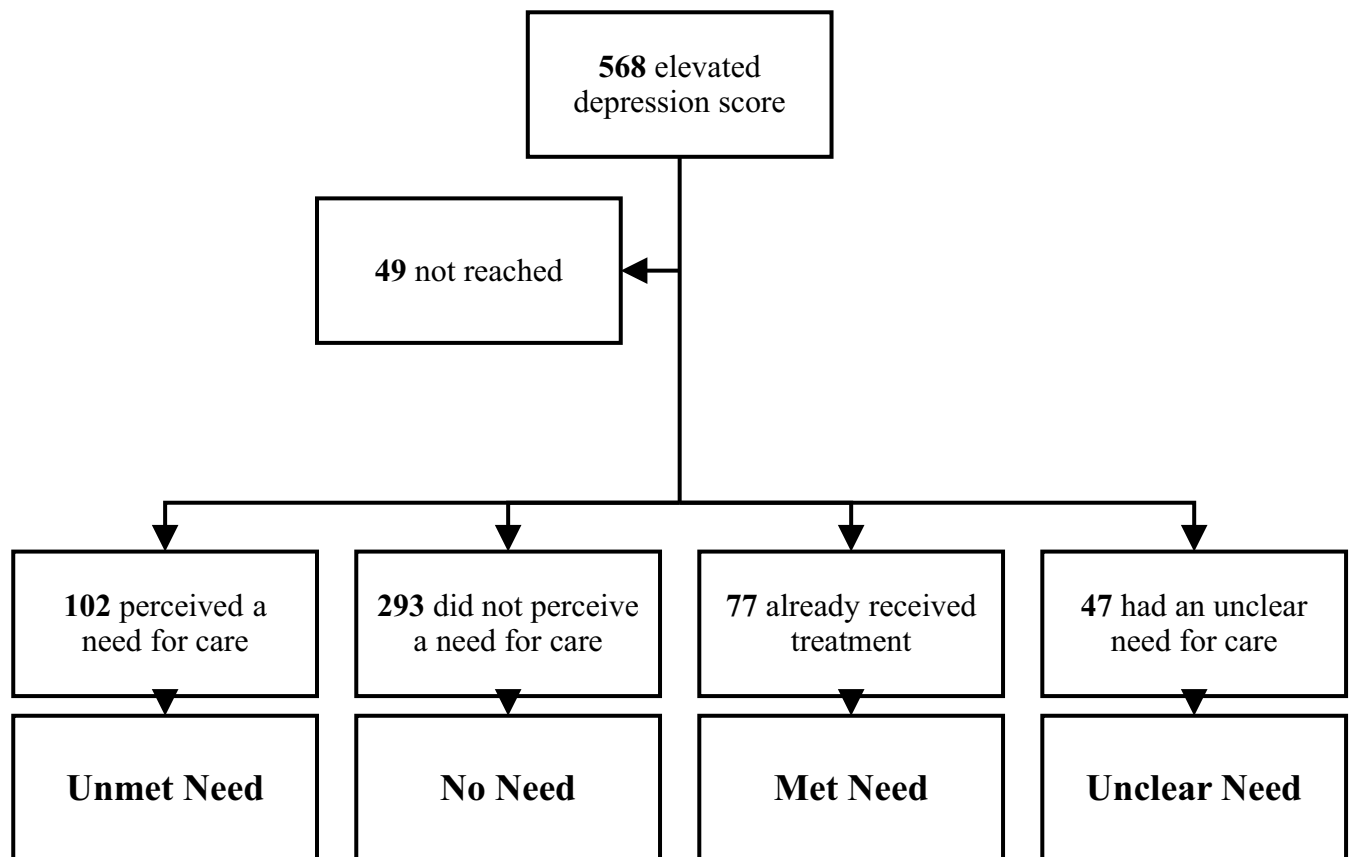 568 elevated
depression score
49 not reached
102 perceived a
need for care
293 did not perceive
a need for care
77 already received
treatment
47 had an unclear
need for care
Unmet Need
No Need
Met Need
Unclear Need